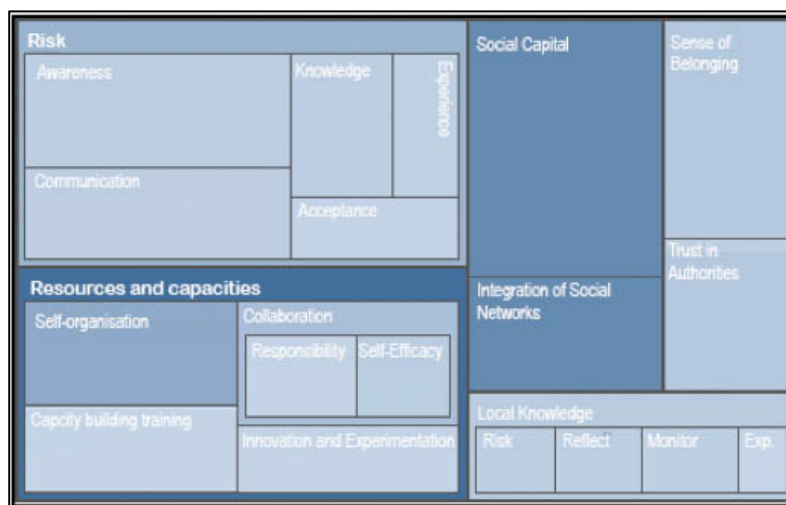 Risk
Awareness
Knowledge
Experience
Communication
Acceptance
Social Capital
Sense of
Belonging
Integration of Social
Networks
Trust in
Authorities
Resources and capacities
Self-organisation
Collaboration
Responsibility
Self-Efficacy
Capcity building training
Innovation and Experimentation
Local Knowledge
Risk
Reflect
Monitor
Exp.